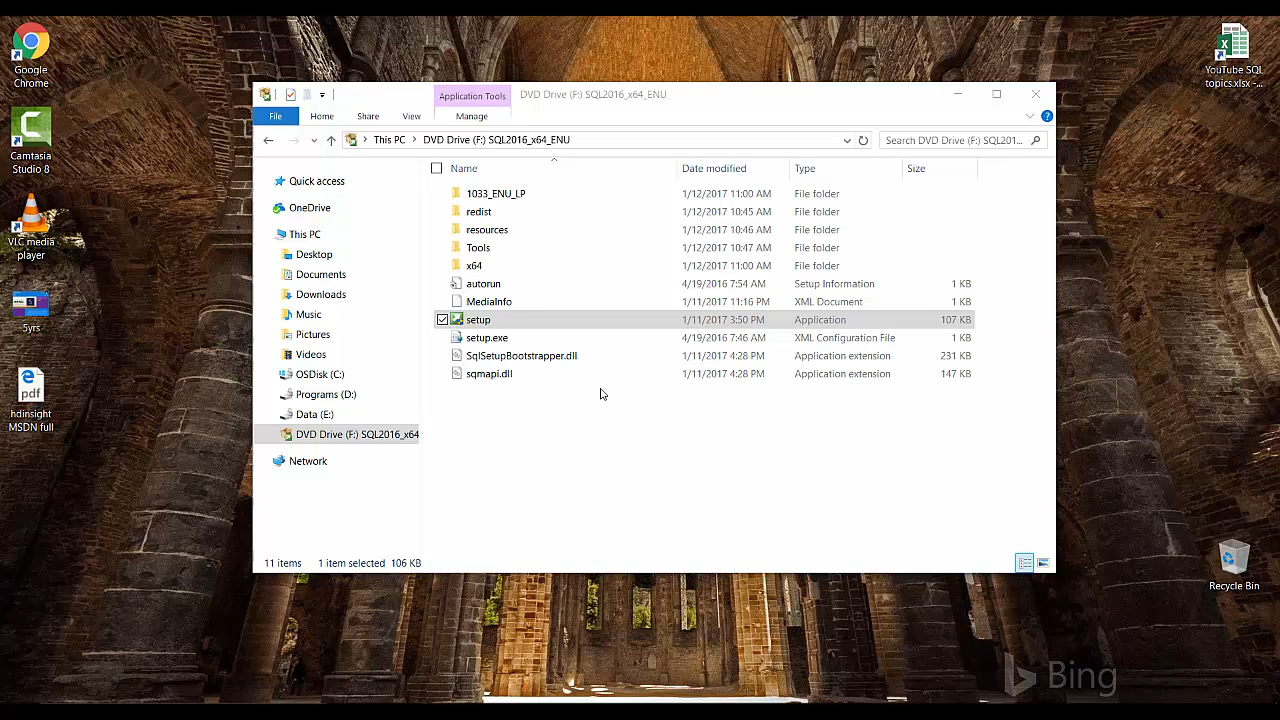 Google
Chrome
Camtasia
Studio 8
VLC media
player
5yrs
pdf
hdinsight
MSDN full
YouTube SQL
topics.xlsx -...
Recycle Bin
Application Tools
DVD Drive (F:) SQL2016_x64_ENU
File
Home
Share
View
Manage
This PC
DVD Drive (F:) SQL2016_x64_ENU
Search DVD Drive (F:) SQL201...
Quick access
OneDrive
This PC
Desktop
Documents
Downloads
Music
Pictures
Videos
OSDisk (C:)
Programs (D:)
Data (E:)
DVD Drive (F:) SQL2016_x64
Network
Name Date modified Type Size
1033_ENU_LP 1/12/2017 11:00 AM File folder
redist 1/12/2017 10:45 AM File folder
resources 1/12/2017 10:46 AM File folder
Tools 1/12/2017 10:47 AM File folder
x64 1/12/2017 11:00 AM File folder
autorun 4/19/2016 7:54 AM Setup Information 1 KB
MediaInfo 1/11/2017 11:16 PM XML Document 1 KB
setup 1/11/2017 3:50 PM Application 107 KB
setup.exe 4/19/2016 7:46 AM XML Configuration File 1 KB
SqlSetupBootstrapper.dll 1/11/2017 4:28 PM Application extension 231 KB
sqmapi.dll 1/11/2017 4:28 PM Application extension 147 KB
11 items 1 item selected 106 KB
Bing